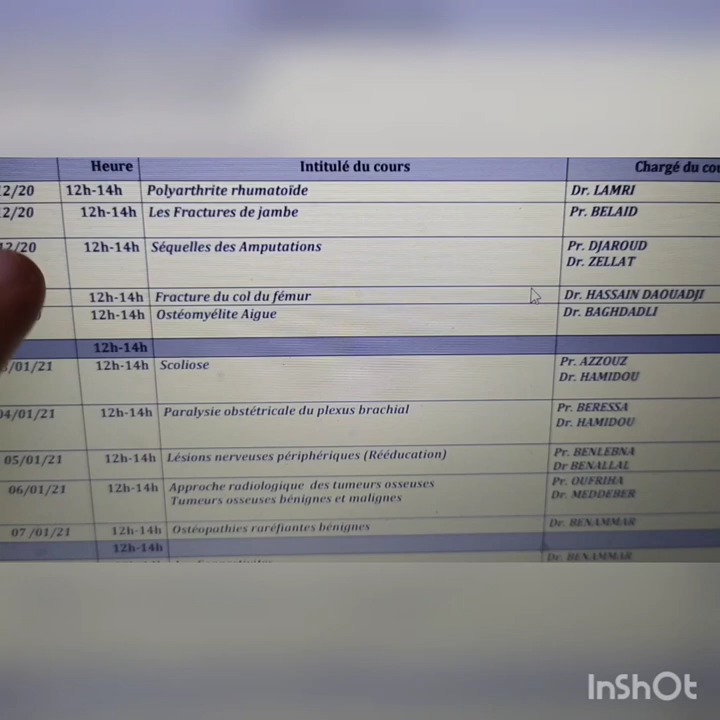 Heure Intitulé du cours Chargé du cou
12/20 12h-14h Polyarthrite rhumatoïde Dr. LAMRI
12/20 12h-14h Les Fractures de jambe Pr. BELAID
12/20 12h-14h Séquelles des Amputations Pr. DJAROUD
Dr. ZELLAT
12h-14h Fracture du col du fémur Dr. HASSAIN DAOUADJI
12h-14h Ostéomyélite Aigue Dr. BAGHDADLI
12h-14h
/01/21 12h-14h Scoliose Pr. AZZOUZ
Dr. HAMIDOU
04/01/21 12h-14h Paralysie obstétricale du plexus brachial Pr. BERESSA
Dr. HAMIDOU
05/01/21 12h-14h Lésions nerveuses périphériques (Rééducation) Pr. BENLEBNA
Dr BENALLAL
06/01/21 12h-14h Approche radiologique des tumeurs osseuses Pr. OUFRIHA
Tumeurs osseuses bénignes et malignes Dr. MEDDEBER
07/01/21 12h-14h Ostéopathies raréfiantes bénignes Dr. BENAMMAR
12h-14h
Dr. BENAMMAR
InShOt